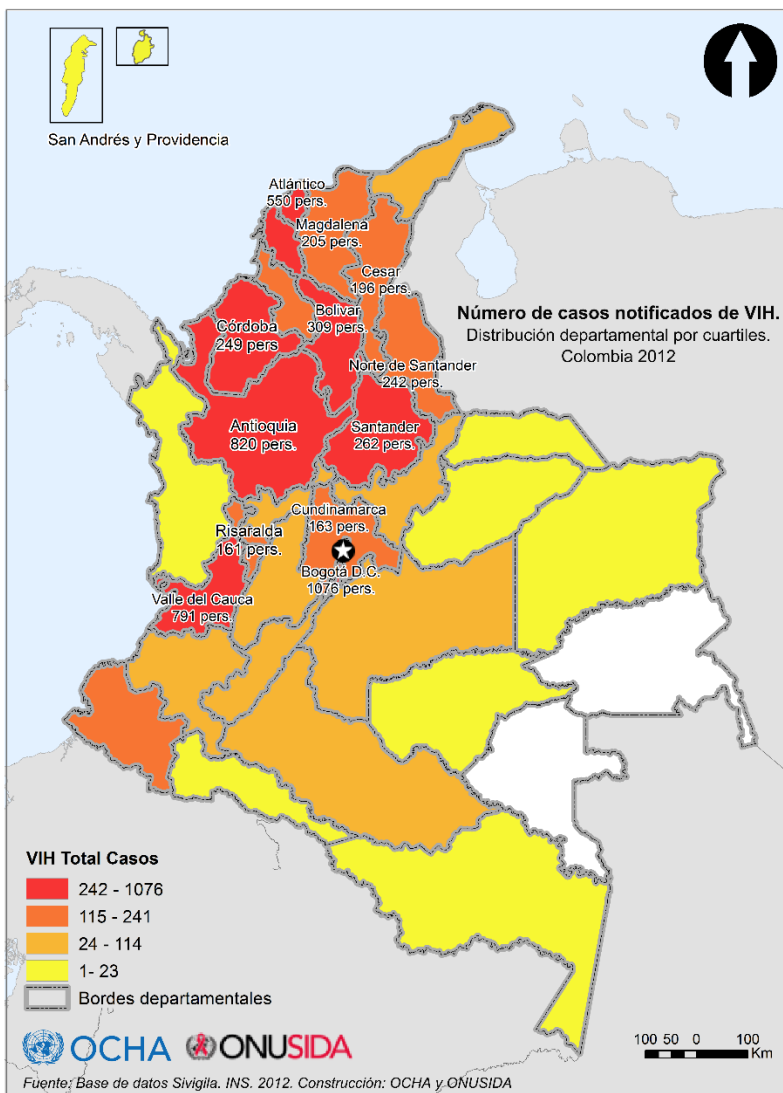 San Andrés y Providencia
Atlántico
550 pers.
Magdalena
205 pers.
Cesar
196 pers.
Número de casos notificados de VIH.
Distribución departamental por cuartiles.
Colombia 2012
Bolivar
309 pers.
Córdoba
249 pers
Norte de Santander
242 pers.
Antioquia
820 pers.
Santander
262 pers.
Cundinamarca
163 pers.
Risaralda
161 pers.
Bogotá D.C.
1076 pers.
Valle del Cauca
791 pers.
VIH Total Casos
242 - 1076
115 - 241
24 - 114
1- 23
Bordes departamentales
OCHA ONUSIDA
100 50 0 100
Km
Fuente: Base de datos Sivigila. INS. 2012. Construcción: OCHA y ONUSIDA